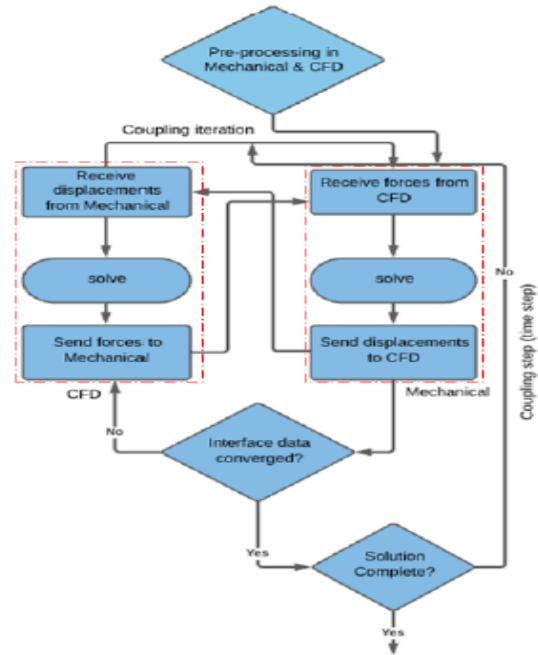 Pre-processing in
Mechanical & CFD
Coupling iteration
Receive
displacements
from Mechanical
Receive forces from
CFD
solve
solve
No
Send forces to
Mechanical
Send displacements
to CFD
Coupling step (time step)
CFD
Mechanical
No
Interface data
converged?
Yes
Solution
Complete?
Yes